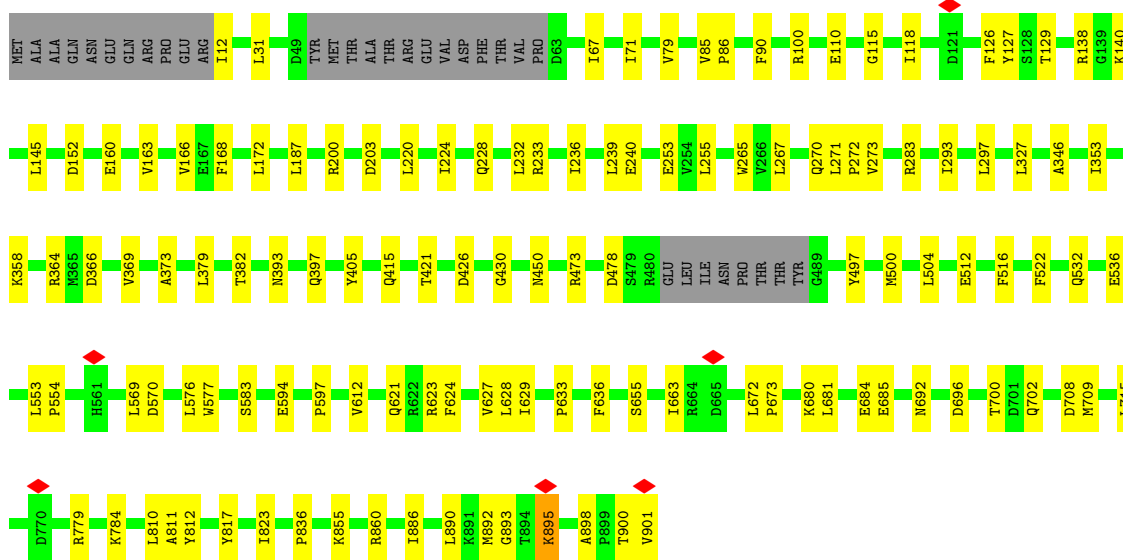 MET ALA ALA GLN ASN GLU GLN ARG PRO GLU ARG I12 L31 D49 TYR MET THR ALA THR ARG GLU VAL ASP PHE THR VAL PRO D63 I67 I71 V79 V85 P86 F90 R100 E110 G115 I118 D121 F126 Y127 S128 T129 R138 G139 K140
L145 D152 E160 V163 V166 E167 F168 L172 L187 R200 D203 L220 I224 Q228 L232 R233 I236 L239 E240 E253 V254 L255 W265 V266 L267 Q270 L271 P272 V273 R283 I293 L297 L327 A346 I353
K358 R364 M365 D366 V369 A373 L379 T382 N393 Q397 Y405 Q415 T421 D426 G430 N450 R473 D478 S479 R480 GLU LEU ILE ASN PRO THR THR TYR G489 Y497 M500 L504 E512 F516 F522 Q532 E536
L553 P554 H561 L569 D570 L576 W577 S583 E594 P597 V612 Q621 R622 R623 F624 V627 L628 I629 P633 F636 S655 I663 R664 D665 L672 P673 K680 L681 E684 E685 N692 D696 T700 D701 Q702 D708 M709
D770 R779 K784 L810 A811 Y812 Y817 I823 P836 K855 R860 I886 L890 K891 M892 G893 T894 K895 A898 P899 T900 V901